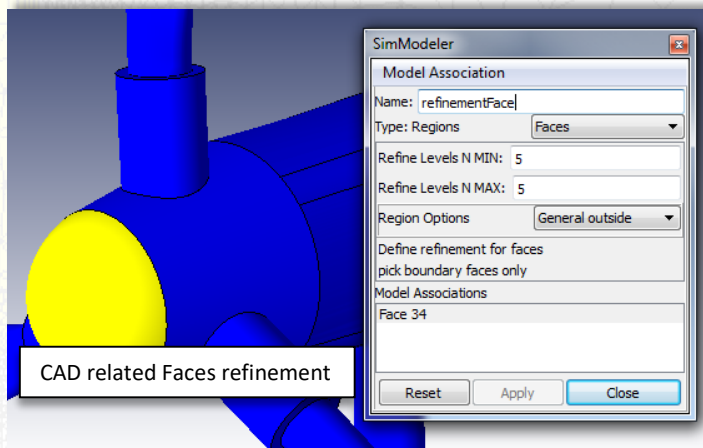 SimModeler
Model Association
Name: refinementFace
Type: Regions Faces
Refine Levels N MIN: 5
Refine Levels N MAX: 5
Region Options General outside
Define refinement for faces
pick boundary faces only
Model Associations
Face 34
Reset Apply Close
CAD related Faces refinement